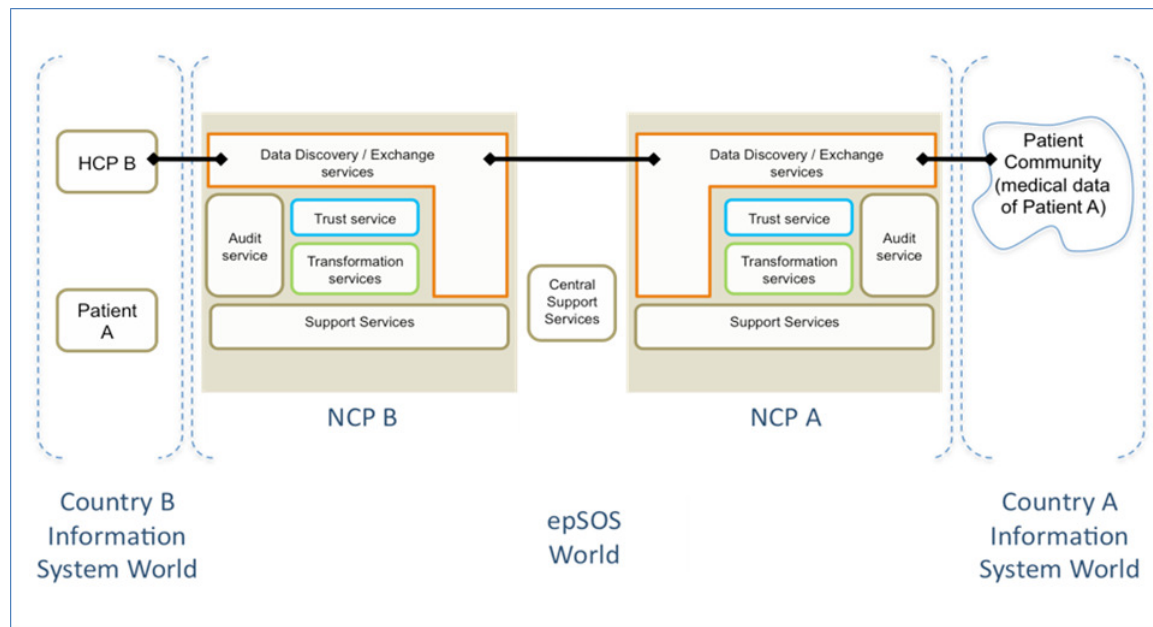 HCP B
Patient
A
Data Discovery / Exchange
services
Audit
service
Trust service
Transformation
services
Support Services
NCP B
Central
Support
Services
Data Discovery / Exchange
services
Trust service
Transformation
services
Audit
service
Support Services
NCP A
Patient
Community
(medical data
of Patient A)
Country B
Information
System World
epSOS
World
Country A
Information
System World